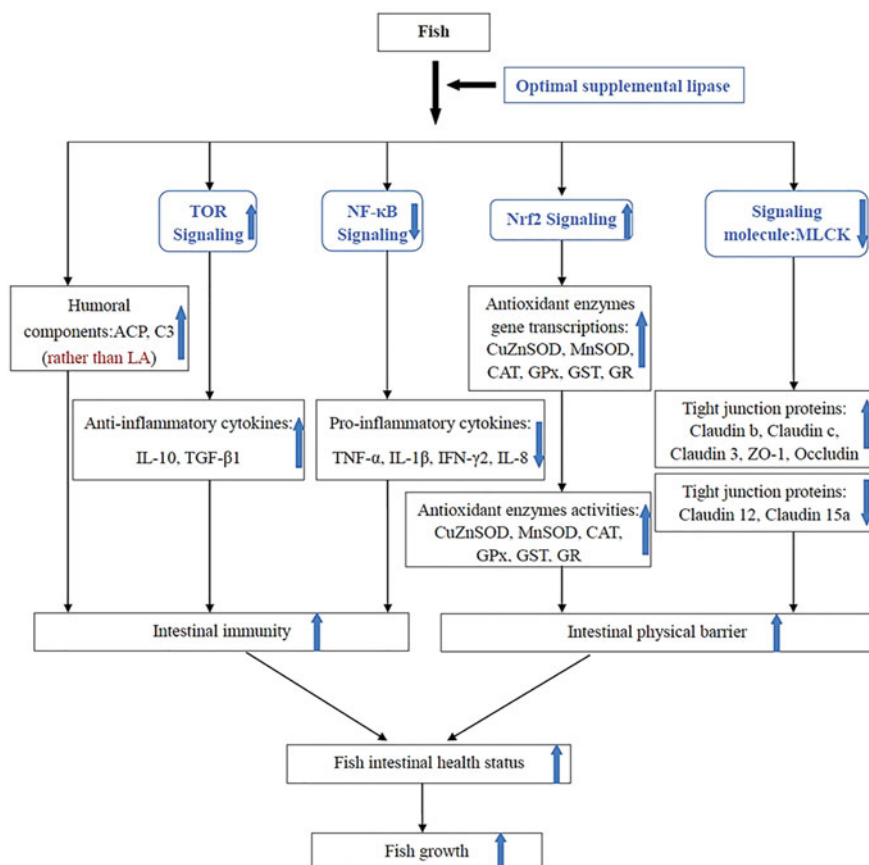 Fish
Optimal supplemental lipase
TOR
Signaling
NF-κB
Signaling
Nrf2 Signaling
Signaling
molecule:MLCK
Humoral
components:ACP, C3
(rather than LA)
Antioxidant enzymes
gene transcriptions:
CuZnSOD, MnSOD,
CAT, GPx, GST, GR
Anti-inflammatory cytokines:
IL-10, TGF-β1
Pro-inflammatory cytokines:
TNF-α, IL-1β, IFN-γ2, IL-8
Tight junction proteins:
Claudin b, Claudin c,
Claudin 3, ZO-1, Occludin
Tight junction proteins:
Claudin 12, Claudin 15a
Antioxidant enzymes activities:
CuZnSOD, MnSOD, CAT,
GPx, GST, GR
Intestinal immunity
Intestinal physical barrier
Fish intestinal health status
Fish growth